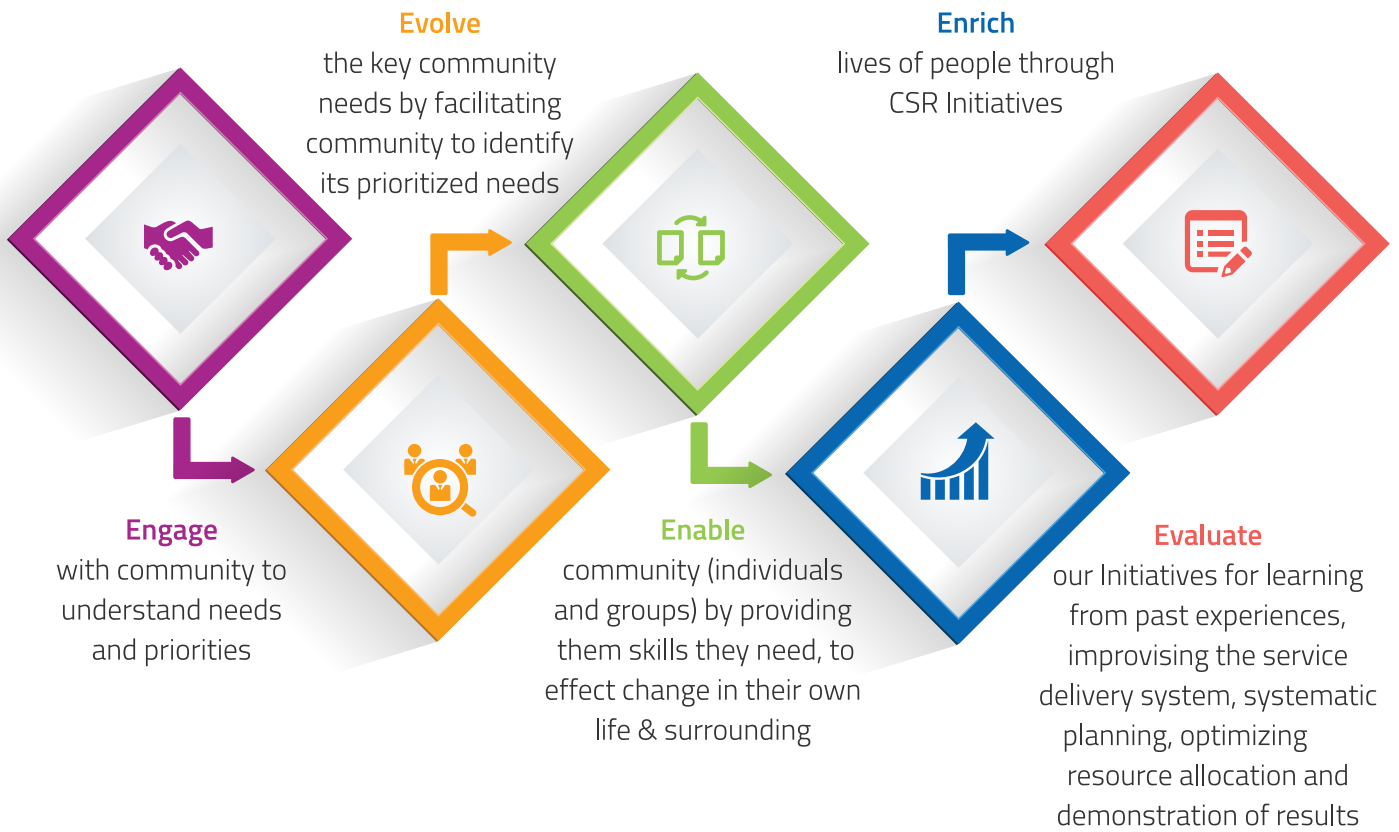 Engage
with community to
understand needs
and priorities
Evolve
the key community
needs by facilitating
community to identify
its prioritized needs
Enable
community (individuals
and groups) by providing
them skills they need, to
effect change in their own
life & surrounding
Enrich
lives of people through
CSR Initiatives
Evaluate
our Initiatives for learning
from past experiences,
improvising the service
delivery system, systematic
planning, optimizing
resource allocation and
demonstration of results